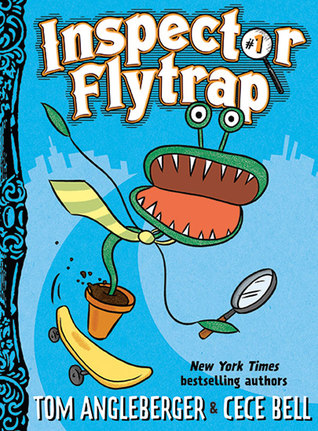 Inspector
#1
Flytrap
New York Times
bestselling authors
TOM ANGLEBERGER & CECE BELL